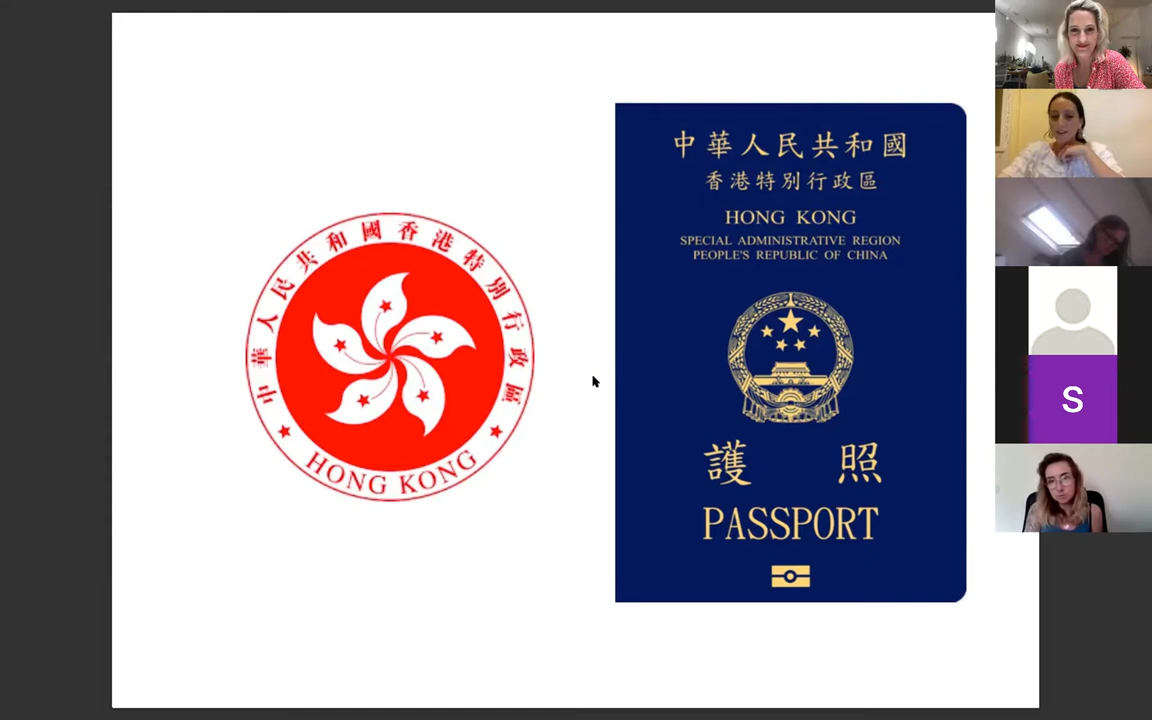 中華人民共和國香港特別行政區
HONG KONG
中華人民共和國
香港特別行政區
HONG KONG
SPECIAL ADMINISTRATIVE REGION
PEOPLE'S REPUBLIC OF CHINA
護照
PASSPORT
S